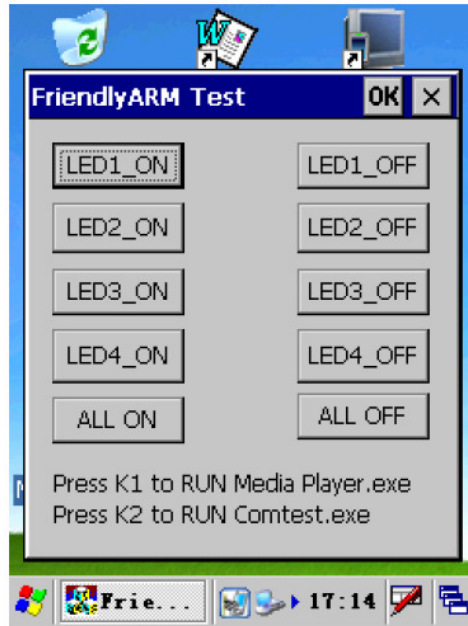 FriendlyARM Test OK ×
LED1_ON LED1_OFF
LED2_ON LED2_OFF
LED3_ON LED3_OFF
LED4_ON LED4_OFF
ALL ON ALL OFF
Press K1 to RUN Media Player.exe
Press K2 to RUN Comtest.exe
Frie... 17:14